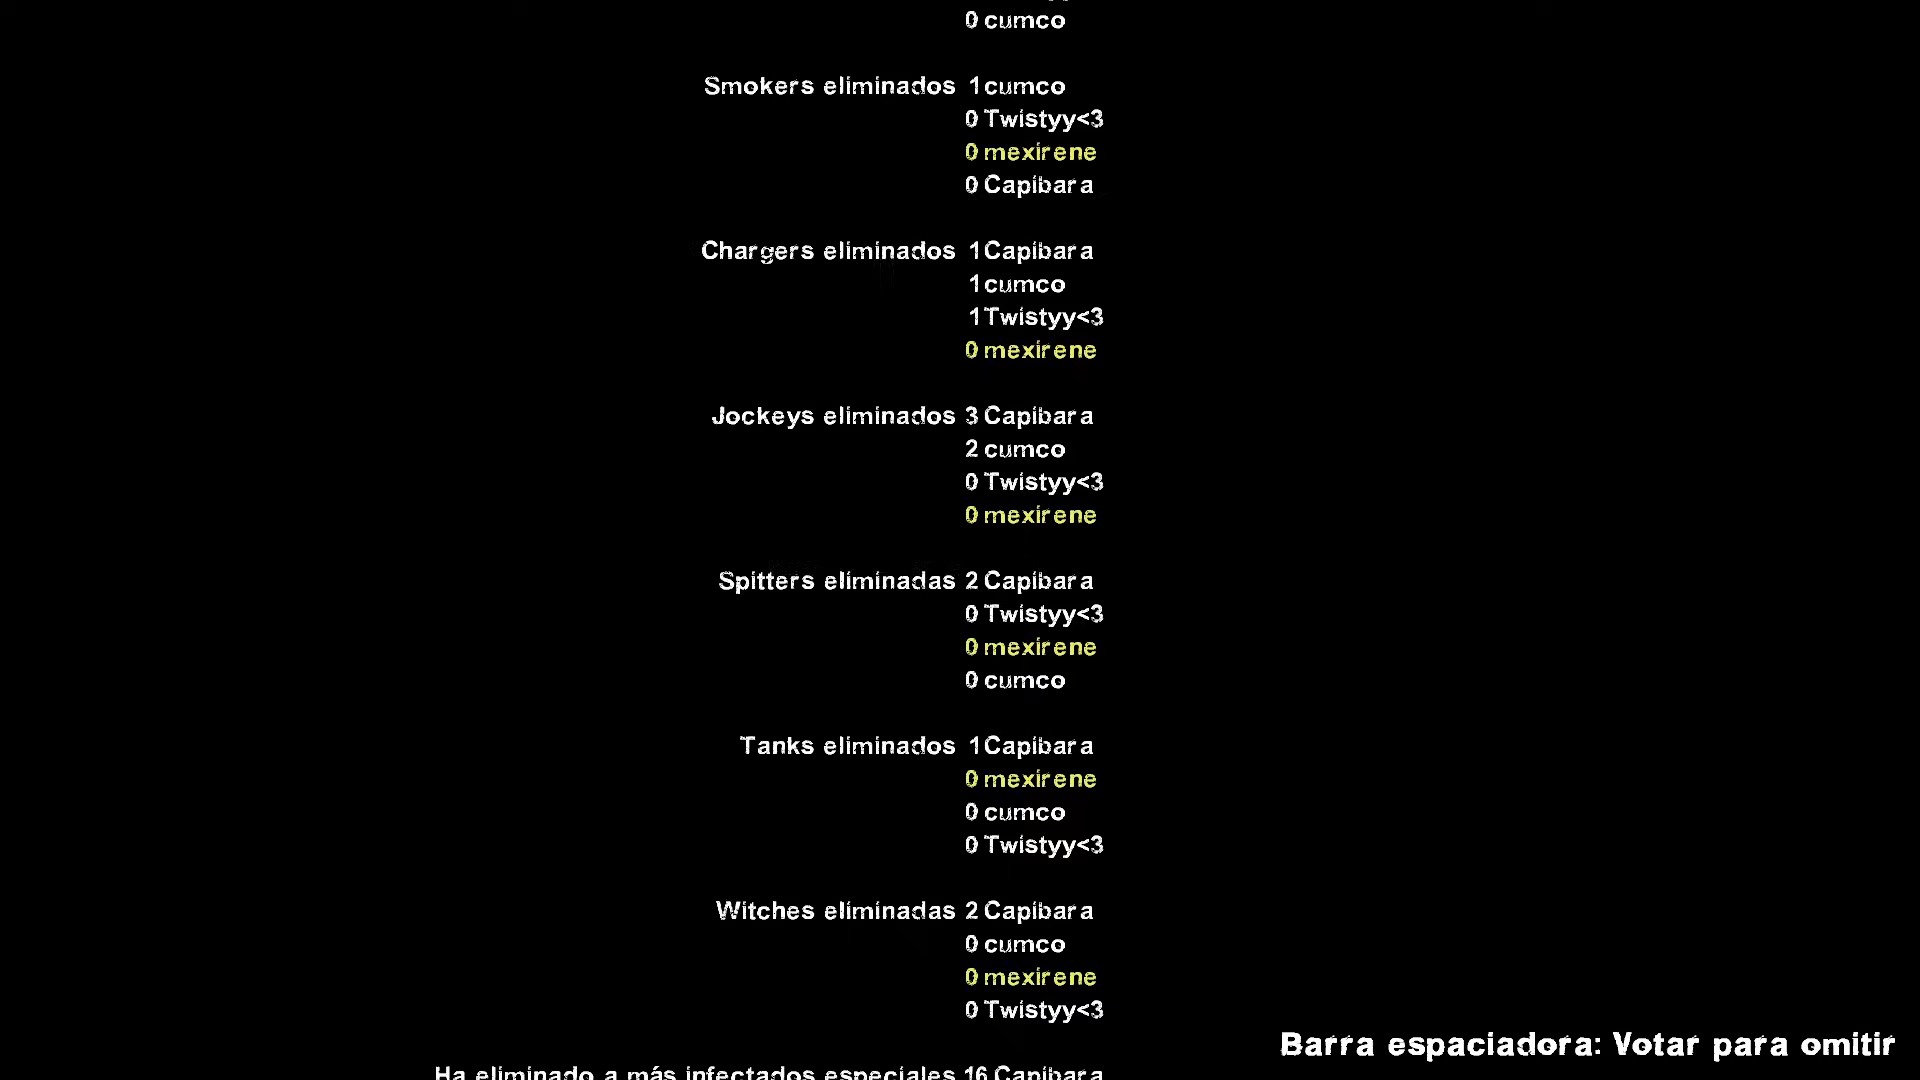 0 cumco
Smokers eliminados 1 cumco
0 Twistyy<3
0 mexirene
0 Capibara
Chargers eliminados 1 Capibara
1 cumco
1 Twistyy<3
0 mexirene
Jockeys eliminados 3 Capibara
2 cumco
0 Twistyy<3
0 mexirene
Spitters eliminadas 2 Capibara
0 Twistyy<3
0 mexirene
0 cumco
Tanks eliminados 1 Capibara
0 mexirene
0 cumco
0 Twistyy<3
Witches eliminadas 2 Capibara
0 cumco
0 mexirene
0 Twistyy<3
Barra espaciadora: Votar para omitir
Ha eliminado a más infectados especiales 16 Capibara